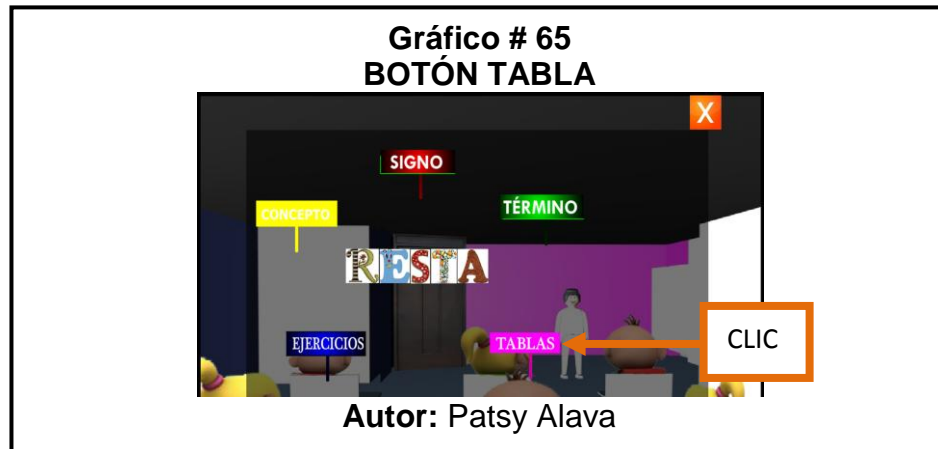 Gráfico # 65
BOTÓN TABLA
X
SIGNO
CONCEPTO
TÉRMINO
RESTA
EJERCICIOS
TABLAS
CLIC
Autor: Patsy Alava